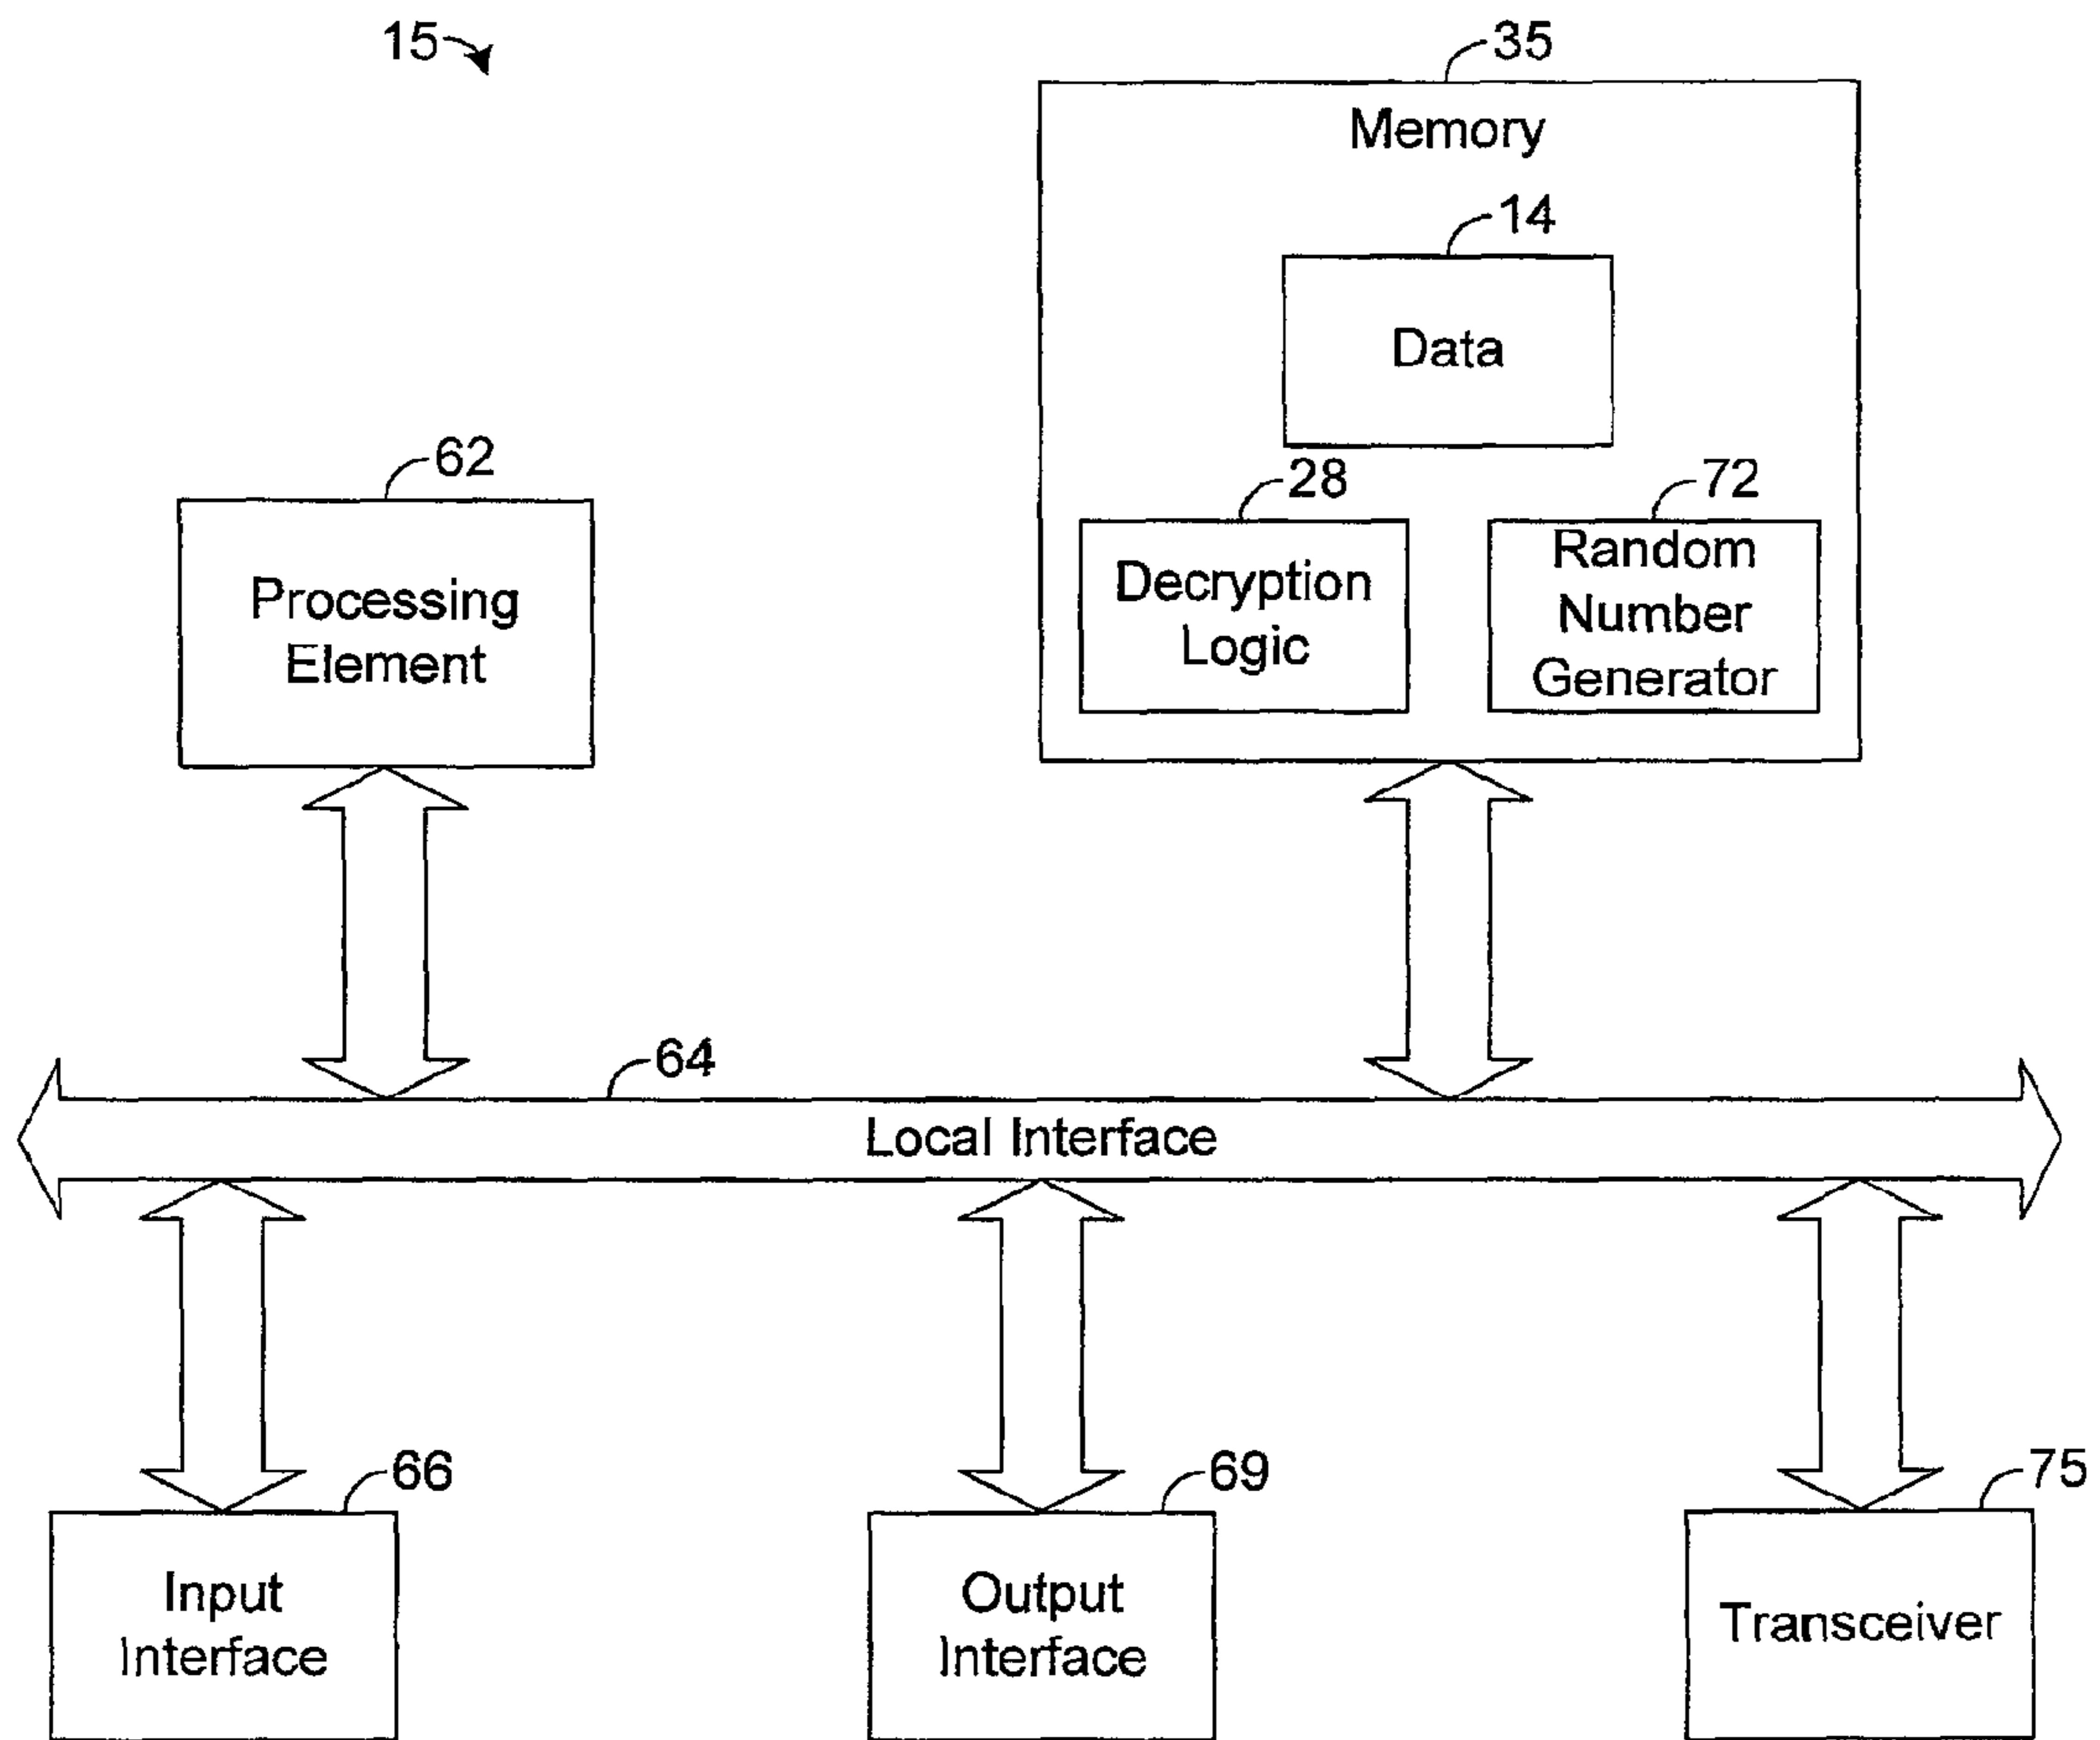 15
35
Memory
14
Data
62
28
72
Processing
Element
Decryption
Logic
Random
Number
Generator
64
Local Interface
66
69
75
Input
Interface
Output
Interface
Transceiver